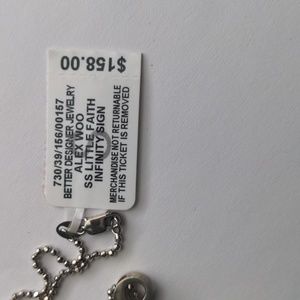 $158.00
730/39/156/00157
BETTER DESIGNER JEWELRY
ALEX WOO
SS LITTLE FAITH
INFINITY SIGN
MERCHANDISE NOT RETURNABLE
IF THIS TICKET IS REMOVED